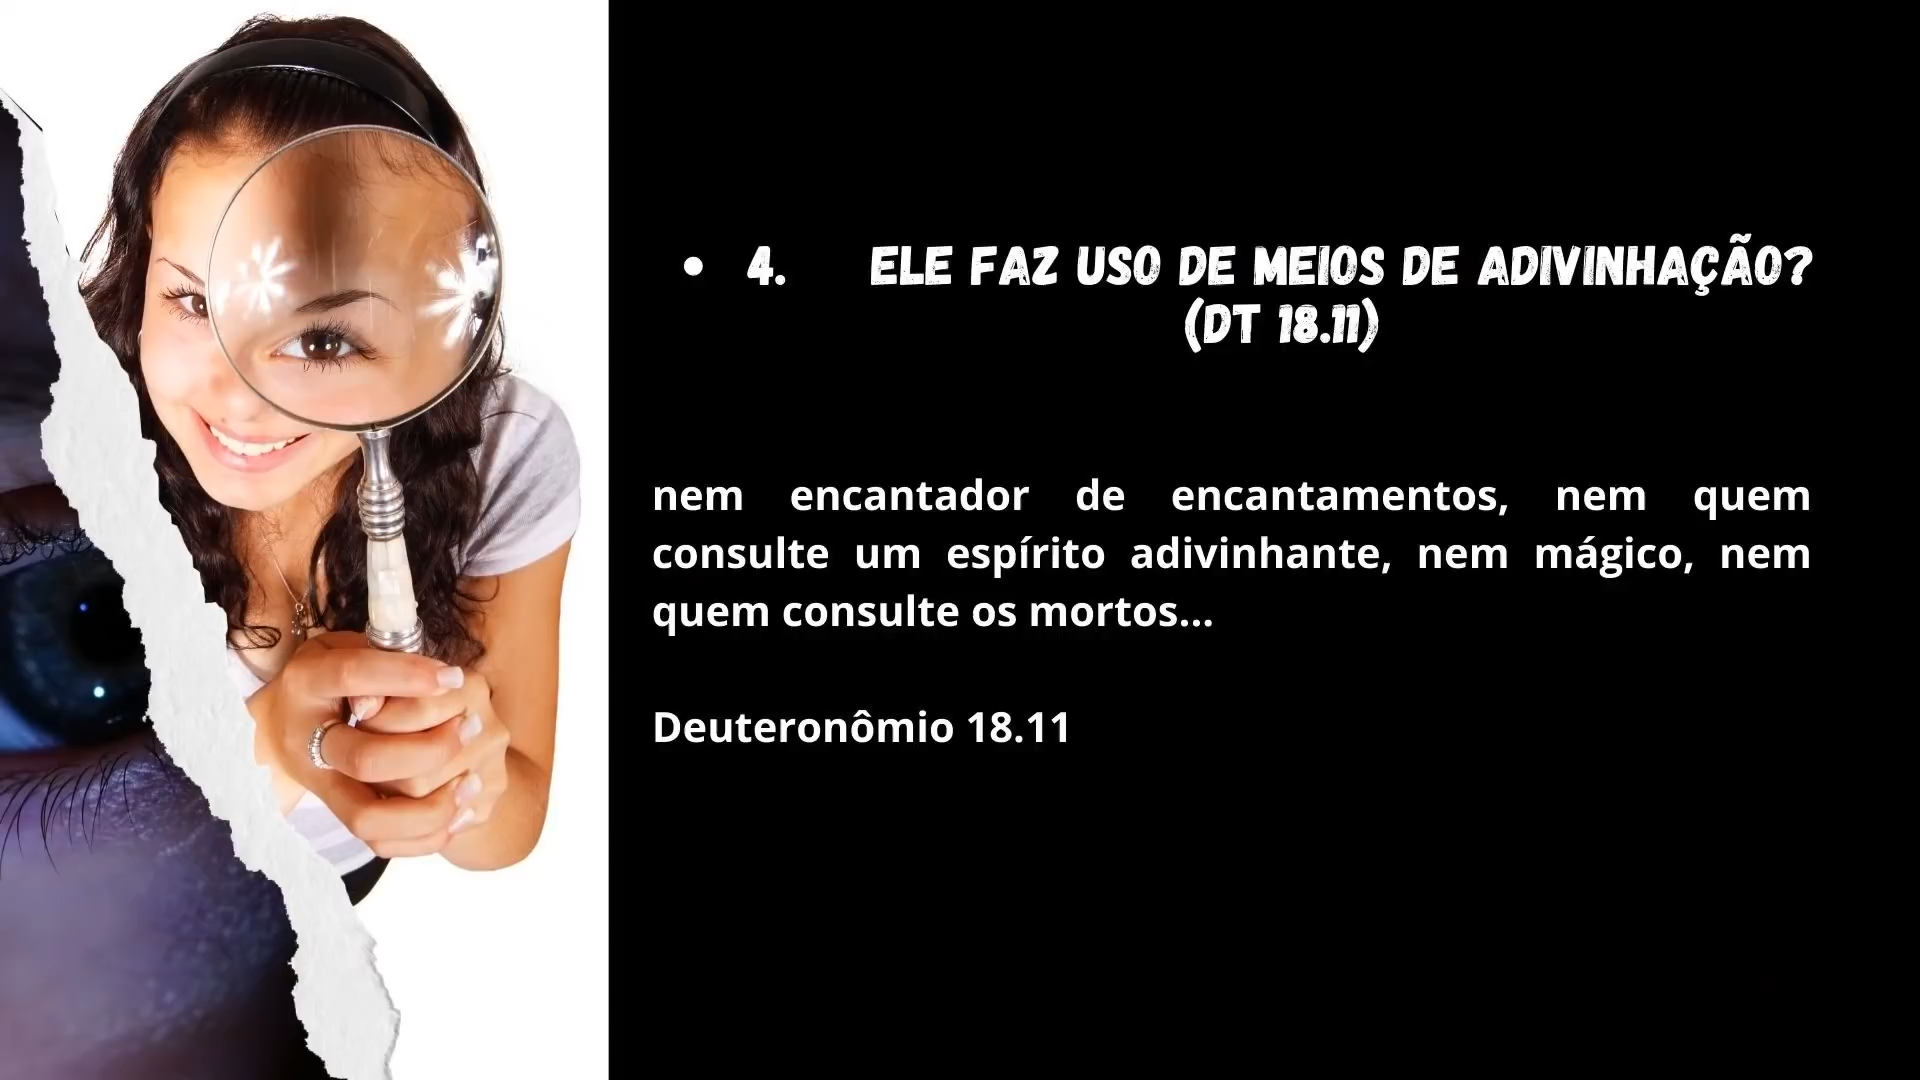 • 4. ELE FAZ USO DE MEIOS DE ADIVINHAÇÃO?
(DT 18.11)
nem encantador de encantamentos, nem quem
consulte um espírito adivinhante, nem mágico, nem
quem consulte os mortos...
Deuteronômio 18.11